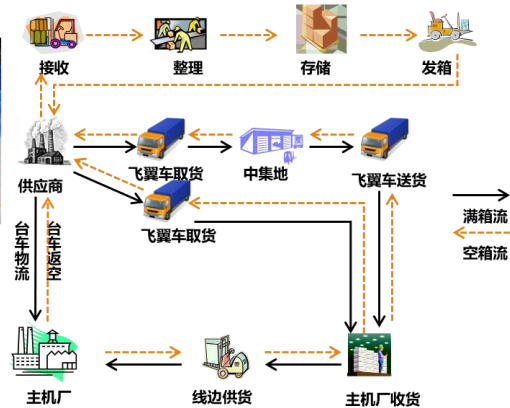 接收
整理
存储
发箱
供应商
飞翼车取货
中集地
飞翼车送货
飞翼车取货
满箱流
空箱流
台车物流
台车返空
主机厂
线边供货
主机厂收货